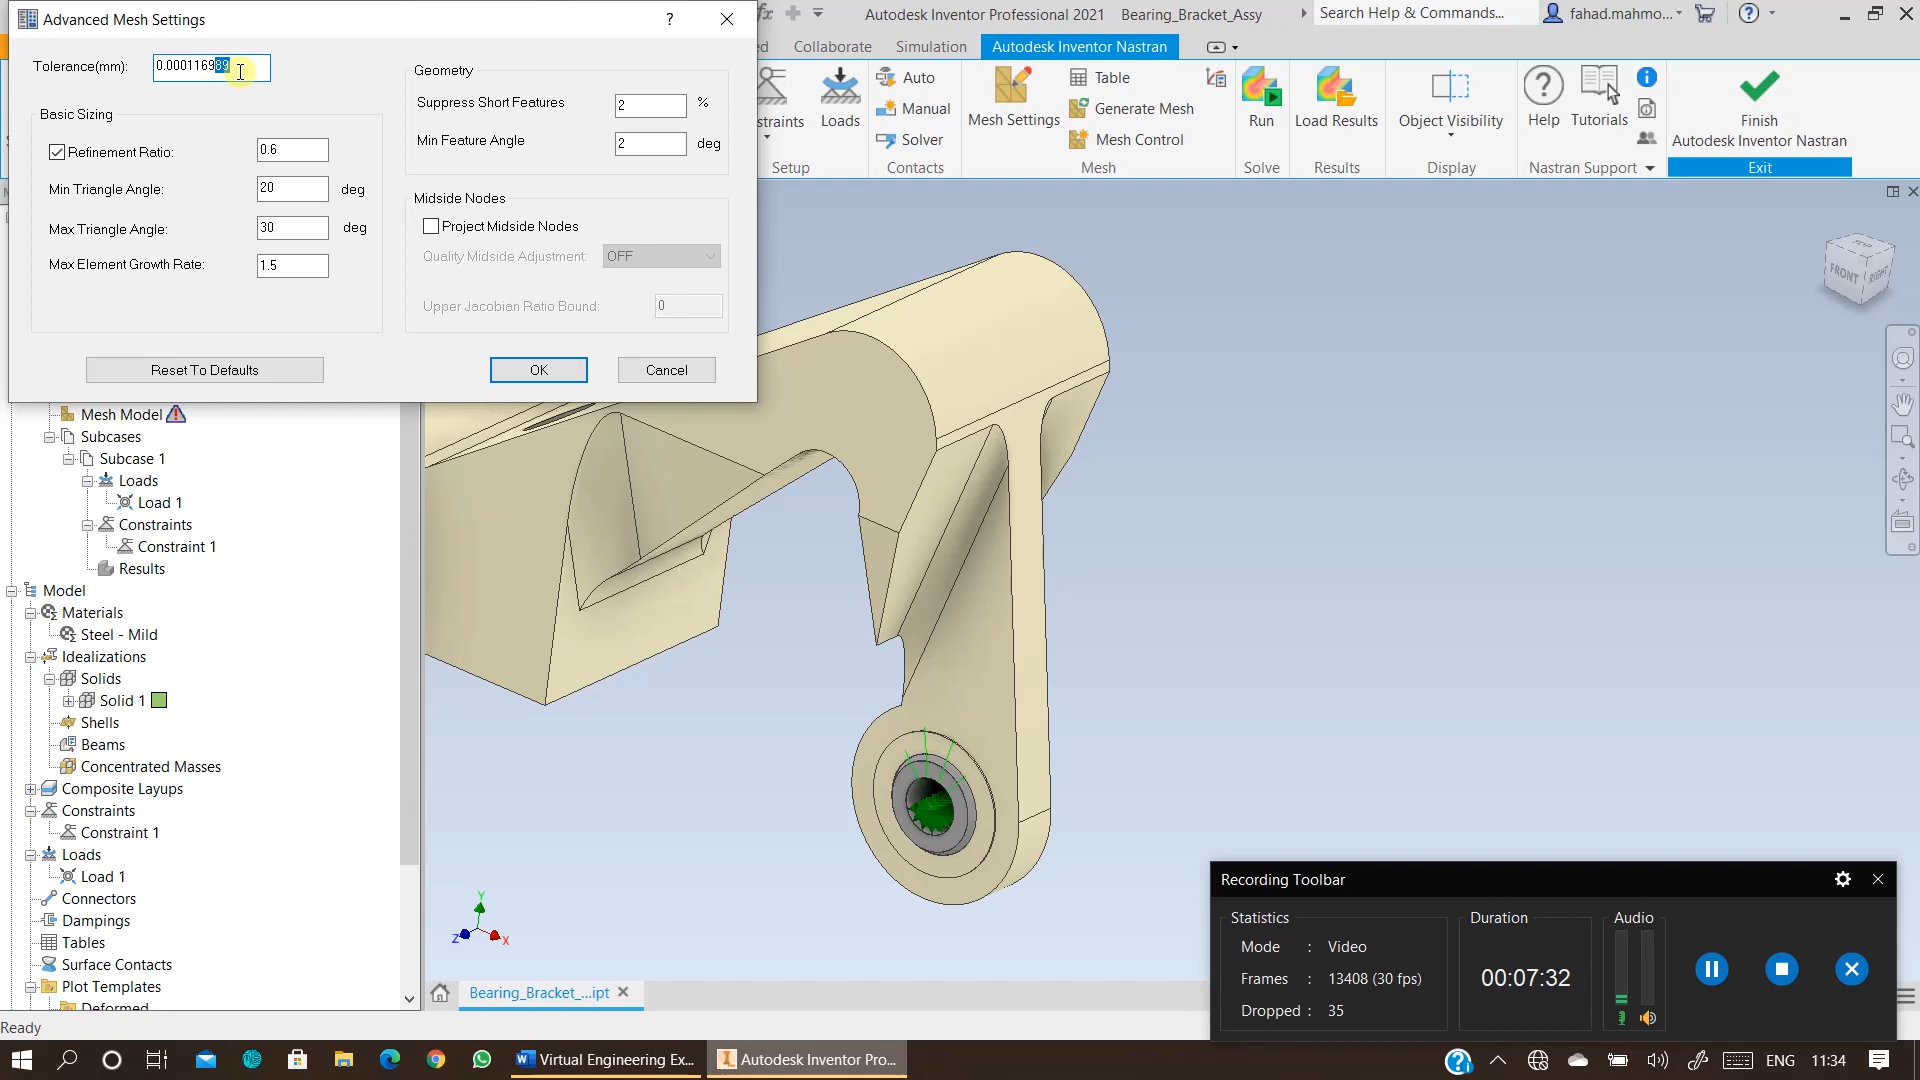 Advanced Mesh Settings
?
Tolerance(mm): 0.00011698
Basic Sizing
Refinement Ratio: 0.6
Min Triangle Angle: 20 deg
Max Triangle Angle: 30 deg
Max Element Growth Rate: 1.5
Geometry
Suppress Short Features 2 %
Min Feature Angle 2 deg
Midside Nodes
Project Midside Nodes
Quality Midside Adjustment: OFF
Upper Jacobian Ratio Bound: 0
Reset To Defaults
OK
Cancel
Autodesk Inventor Professional 2021 Bearing_Bracket_Assy
Search Help & Commands...
fahad.mahmo...
Collaborate
Simulation
Autodesk Inventor Nastran
Loads
Setup
Auto
Manual
Solver
Contacts
Mesh Settings
Table
Generate Mesh
Mesh Control
Mesh
Run
Solve
Load Results
Results
Object Visibility
Display
Help
Tutorials
Nastran Support
Finish
Autodesk Inventor Nastran
Exit
TOP
FRONT
RIGHT
Mesh Model
Subcases
Subcase 1
Loads
Load 1
Constraints
Constraint 1
Results
Model
Materials
Steel - Mild
Idealizations
Solids
Solid 1
Shells
Beams
Concentrated Masses
Composite Layups
Constraints
Constraint 1
Loads
Load 1
Connectors
Dampings
Tables
Surface Contacts
Plot Templates
Deformed
Y
Z
X
Bearing_Bracket_...ipt
Ready
Recording Toolbar
Statistics
Mode : Video
Frames : 13408 (30 fps)
Dropped : 35
Duration
00:07:32
Audio
Virtual Engineering Ex...
Autodesk Inventor Pro...
ENG
11:34